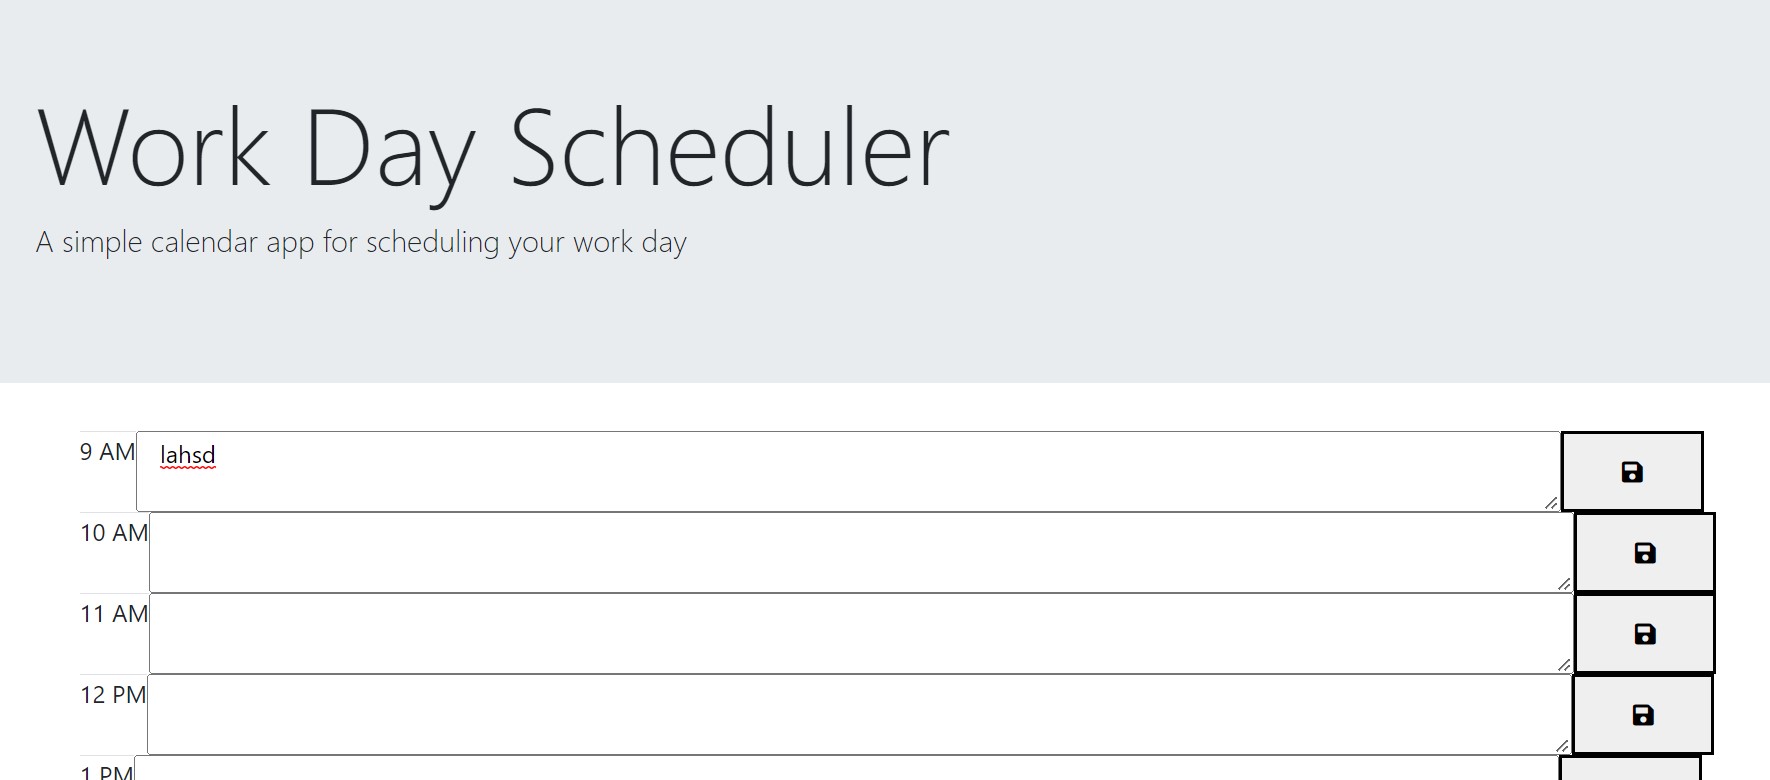 Work Day Scheduler
A simple calendar app for scheduling your work day
9 AM lahsd
10 AM
11 AM
12 PM
1 PM